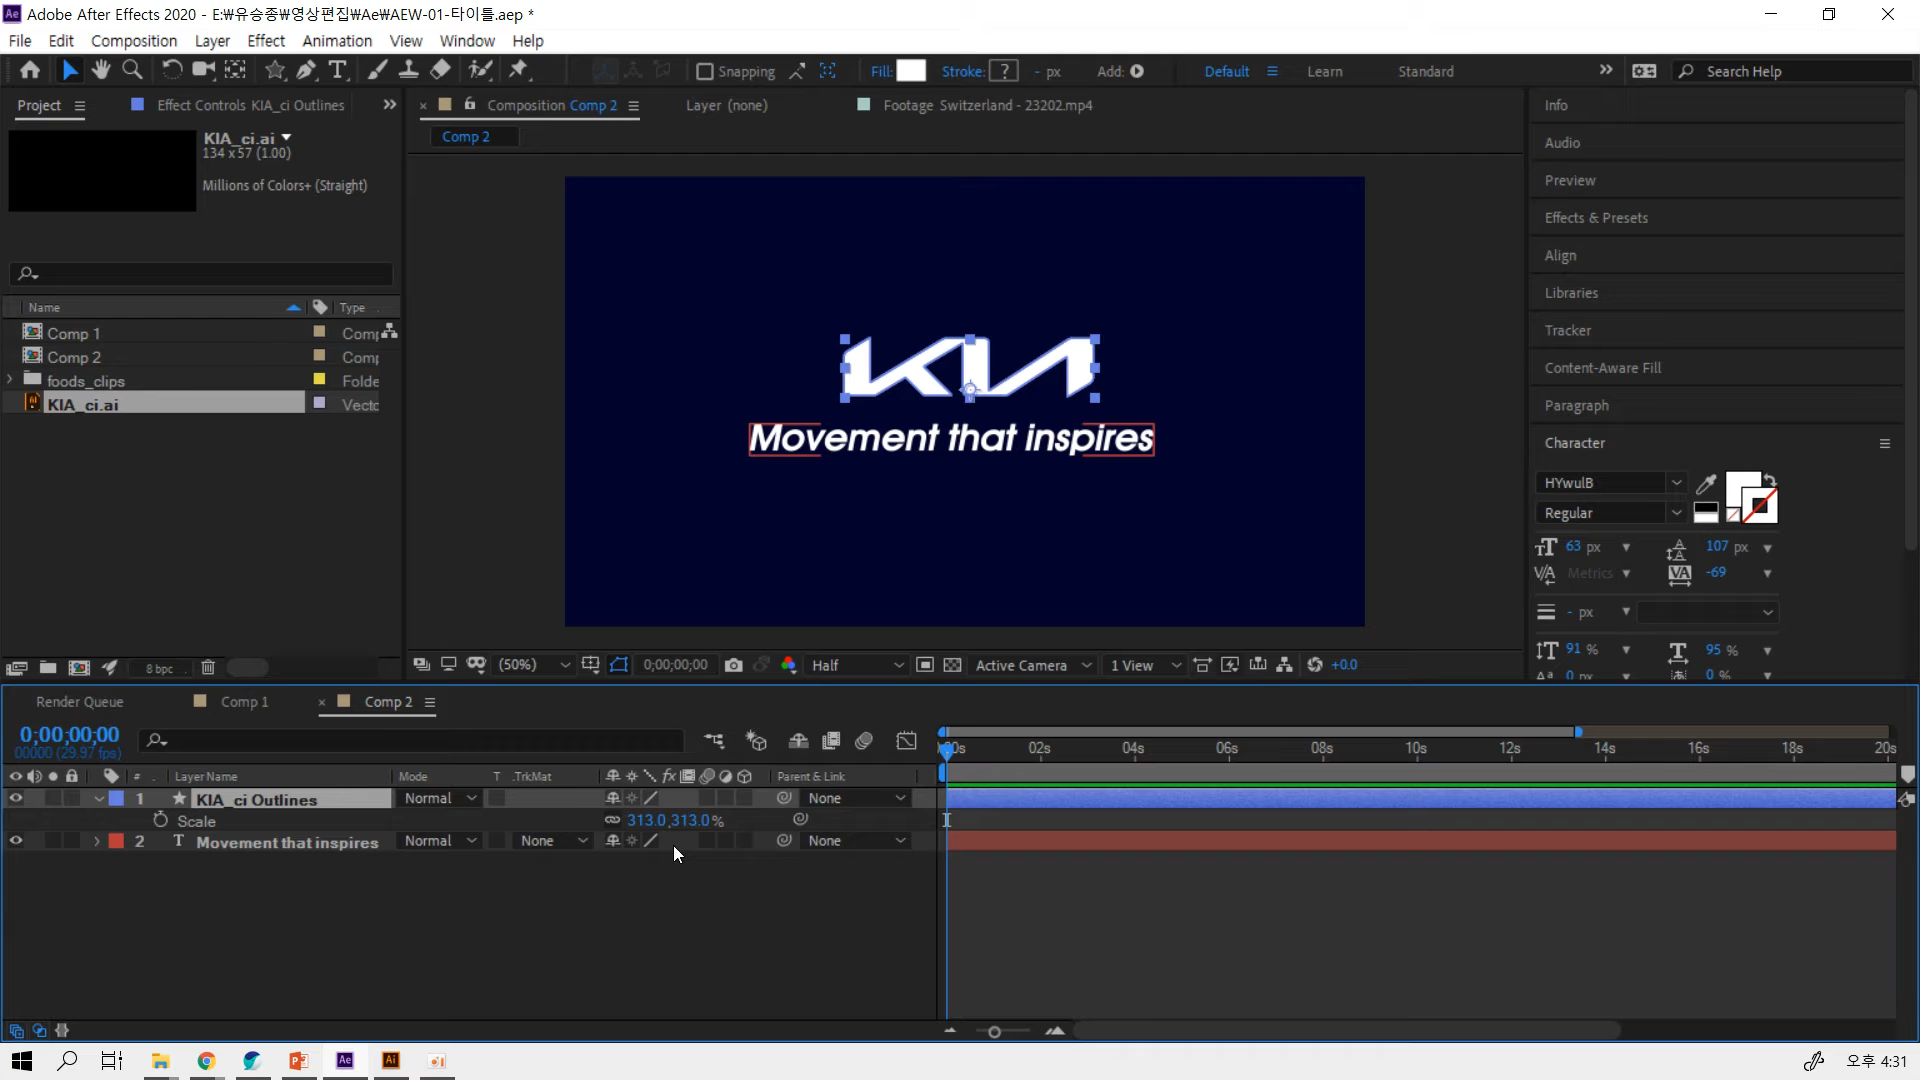 Adobe After Effects 2020 - E:₩유승종₩영상편집₩Ae₩AEW-01-타이틀.aep *
File Edit Composition Layer Effect Animation View Window Help
Snapping Fill: Stroke: ? - px Add: Default Learn Standard Search Help
Project Effect Controls KIA_ci Outlines Composition Comp 2 Layer (none) Footage Switzerland - 23202.mp4
KIA_ci.ai
134 x 57 (1.00)
Millions of Colors+ (Straight)
Comp 2
Name Type
Comp 1 Comp
Comp 2 Comp
foods_clips Folde
KIA_ci.ai Vecto
KIA
Movement that inspires
Info
Audio
Preview
Effects & Presets
Align
Libraries
Tracker
Content-Aware Fill
Paragraph
Character
HYwulB
Regular
63 px 107 px
Metrics -69
- px
91 % 95 %
0 px 0 %
8 bpc (50%) 0;00;00;00 Half Active Camera 1 View +0.0
Render Queue Comp 1 Comp 2
0;00;00;00
00000 (29.97 fps)
00s 02s 04s 06s 08s 10s 12s 14s 16s 18s 20s
# Layer Name Mode T .TrkMat fx Parent & Link
1 KIA_ci Outlines Normal None
Scale 313.0,313.0%
2 T Movement that inspires Normal None None
오후 4:31